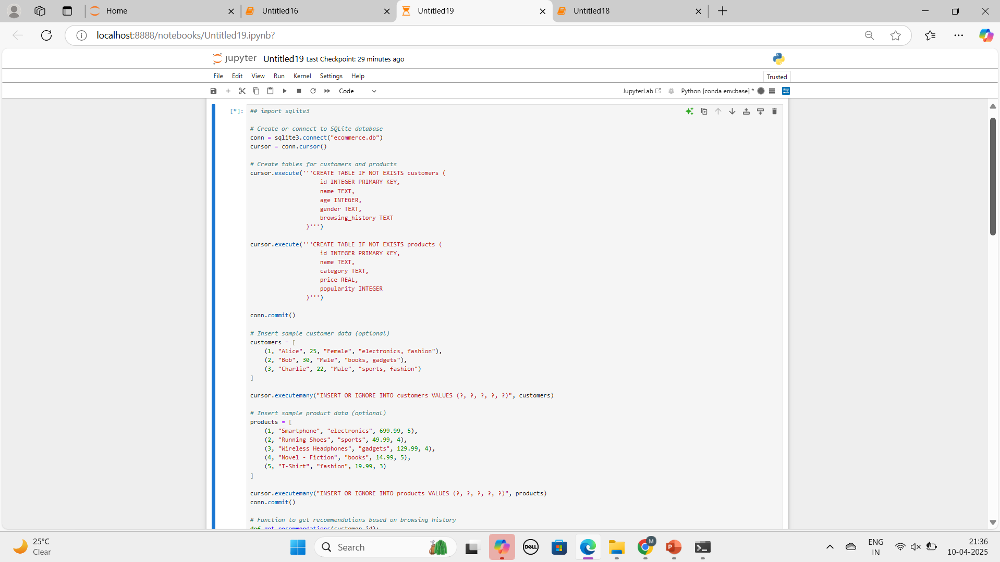 Home
Untitled16
Untitled19
Untitled18
localhost:8888/notebooks/Untitled19.ipynb?
jupyter Untitled19 Last Checkpoint: 29 minutes ago
File Edit View Run Kernel Settings Help
Trusted
Code
JupyterLab
Python [conda env:base] *
[*]:
## import sqlite3
# Create or connect to SQLite database
conn = sqlite3.connect("ecommerce.db")
cursor = conn.cursor()
# Create tables for customers and products
cursor.execute('''CREATE TABLE IF NOT EXISTS customers (
id INTEGER PRIMARY KEY,
name TEXT,
age INTEGER,
gender TEXT,
browsing_history TEXT
)''')
cursor.execute('''CREATE TABLE IF NOT EXISTS products (
id INTEGER PRIMARY KEY,
name TEXT,
category TEXT,
price REAL,
popularity INTEGER
)''')
conn.commit()
# Insert sample customer data (optional)
customers = [
(1, "Alice", 25, "Female", "electronics, fashion"),
(2, "Bob", 30, "Male", "books, gadgets"),
(3, "Charlie", 22, "Male", "sports, fashion")
]
cursor.executemany("INSERT OR IGNORE INTO customers VALUES (?, ?, ?, ?, ?)", customers)
# Insert sample product data (optional)
products = [
(1, "Smartphone", "electronics", 699.99, 5),
(2, "Running Shoes", "sports", 49.99, 4),
(3, "Wireless Headphones", "gadgets", 129.99, 4),
(4, "Novel - Fiction", "books", 14.99, 5),
(5, "T-Shirt", "fashion", 19.99, 3)
]
cursor.executemany("INSERT OR IGNORE INTO products VALUES (?, ?, ?, ?, ?)", products)
conn.commit()
# Function to get recommendations based on browsing history
def get_recommendations(customer_id):
25°C
Clear
Search
DELL
M
P
ENG
IN
21:36
10-04-2025